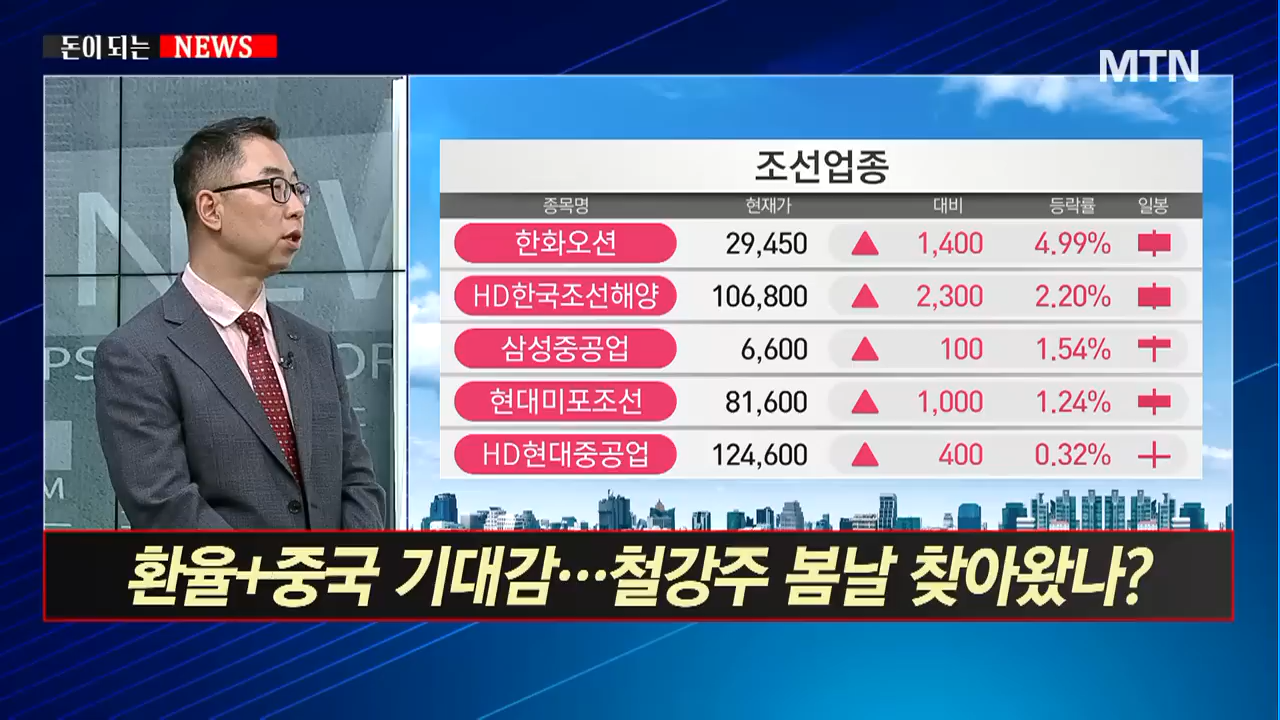 돈이 되는 NEWS
MTN
조선업종
종목명 현재가 대비 등락률 일봉
한화오션 29,450 ▲ 1,400 4.99%
HD한국조선해양 106,800 ▲ 2,300 2.20%
삼성중공업 6,600 ▲ 100 1.54%
현대미포조선 81,600 ▲ 1,000 1.24%
HD현대중공업 124,600 ▲ 400 0.32%
환율+중국 기대감…철강주 봄날 찾아왔나?